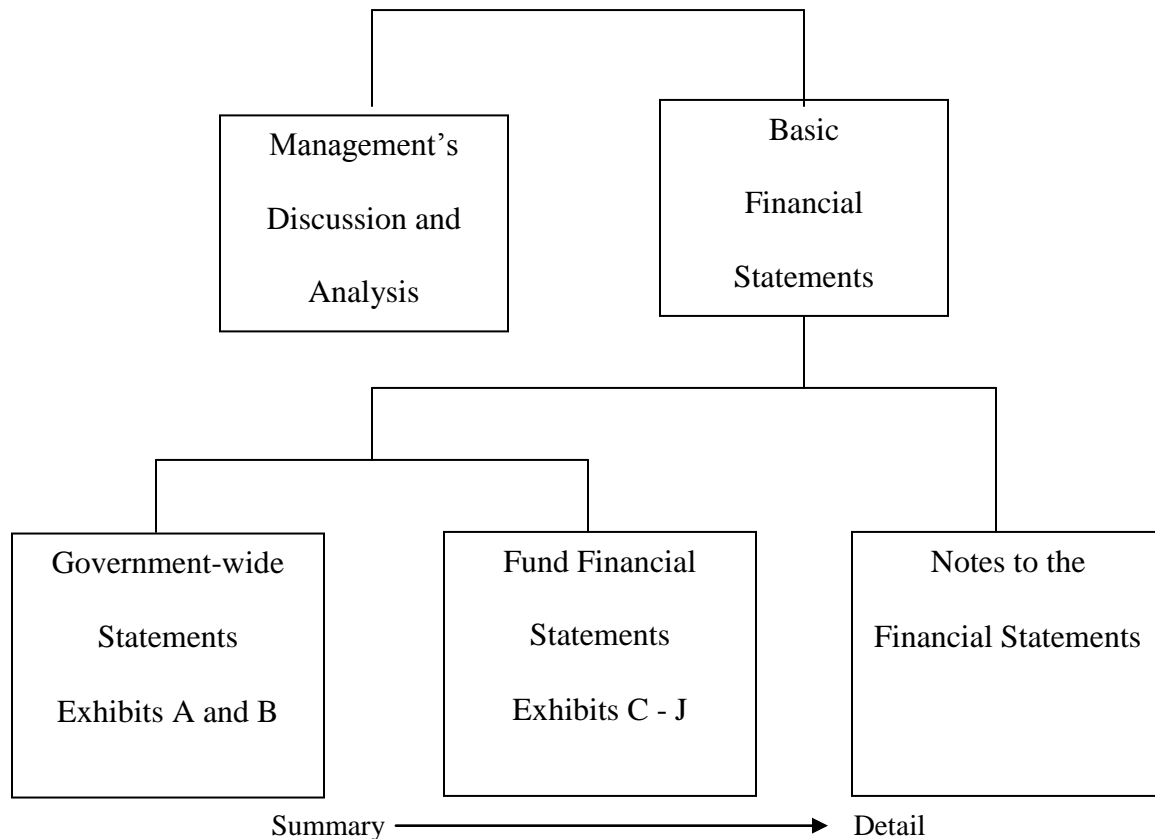 Management’s
Discussion and
Analysis
Basic
Financial
Statements
Government-wide
Statements
Exhibits A and B
Fund Financial
Statements
Exhibits C - J
Notes to the
Financial Statements
Summary
Detail